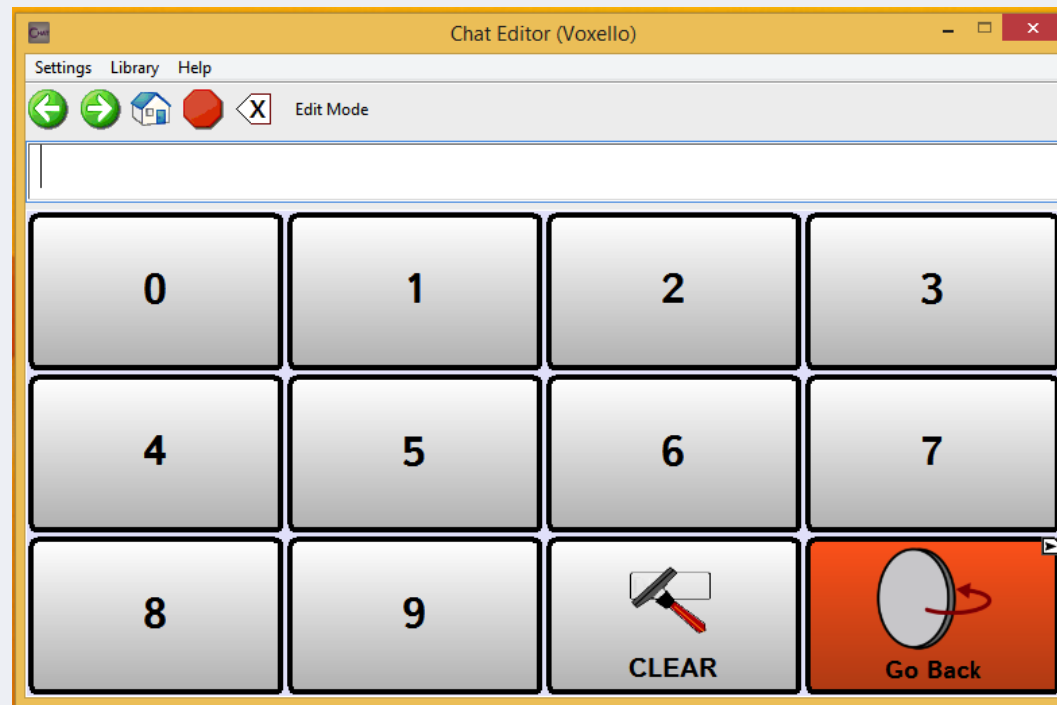 Chat
Chat Editor (Voxello)
Settings Library Help
X Edit Mode
0 1 2 3
4 5 6 7
8 9 CLEAR Go Back